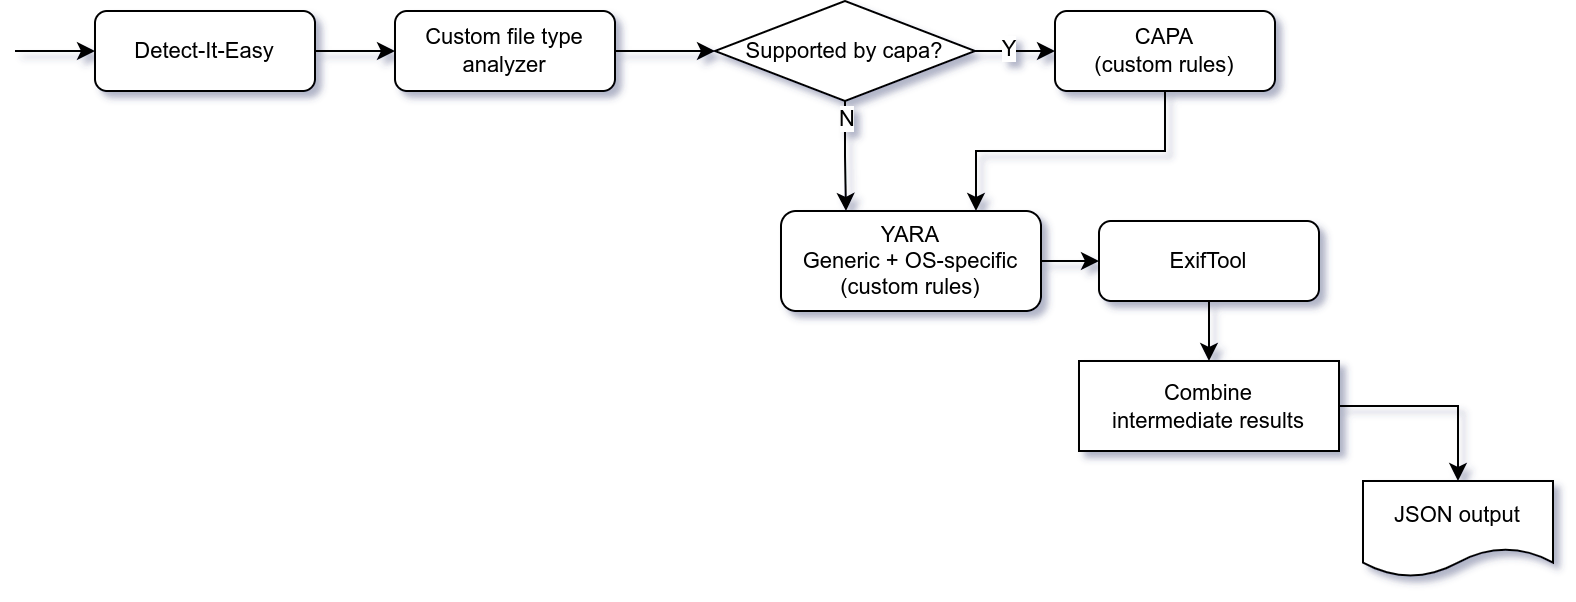 Detect-It-Easy
Custom file type
analyzer
Supported by capa?
Y
CAPA
(custom rules)
N
YARA
Generic + OS-specific
(custom rules)
ExifTool
Combine
intermediate results
JSON output